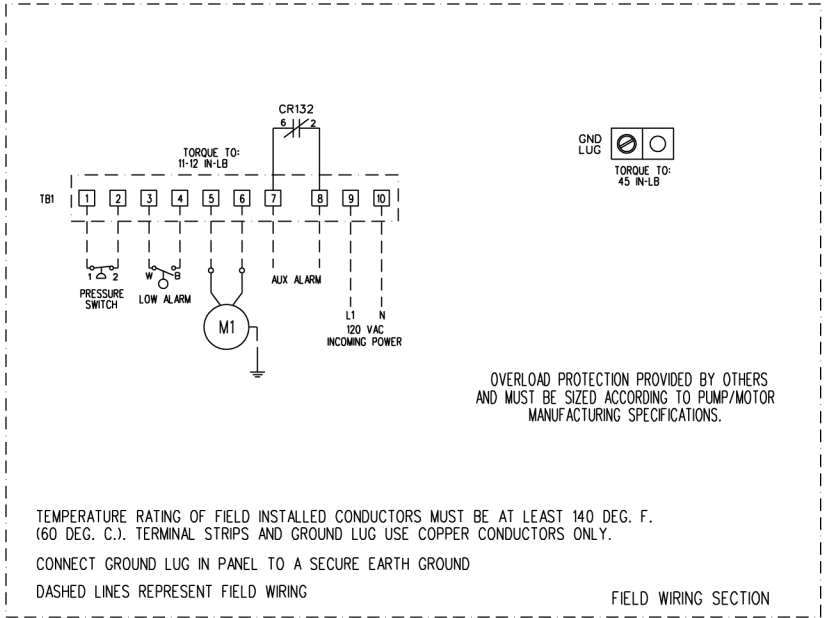 CR132
6 2
TORQUE TO:
11-12 IN-LB
GND
LUG
TORQUE TO:
45 IN-LB
TB1
1 2 3 4 5 6 7 8 9 10
1 2
PRESSURE
SWITCH
W B
LOW ALARM
M1
AUX ALARM
L1 N
120 VAC
INCOMING POWER
OVERLOAD PROTECTION PROVIDED BY OTHERS
AND MUST BE SIZED ACCORDING TO PUMP/MOTOR
MANUFACTURING SPECIFICATIONS.
TEMPERATURE RATING OF FIELD INSTALLED CONDUCTORS MUST BE AT LEAST 140 DEG. F.
(60 DEG. C.). TERMINAL STRIPS AND GROUND LUG USE COPPER CONDUCTORS ONLY.
CONNECT GROUND LUG IN PANEL TO A SECURE EARTH GROUND
DASHED LINES REPRESENT FIELD WIRING
FIELD WIRING SECTION